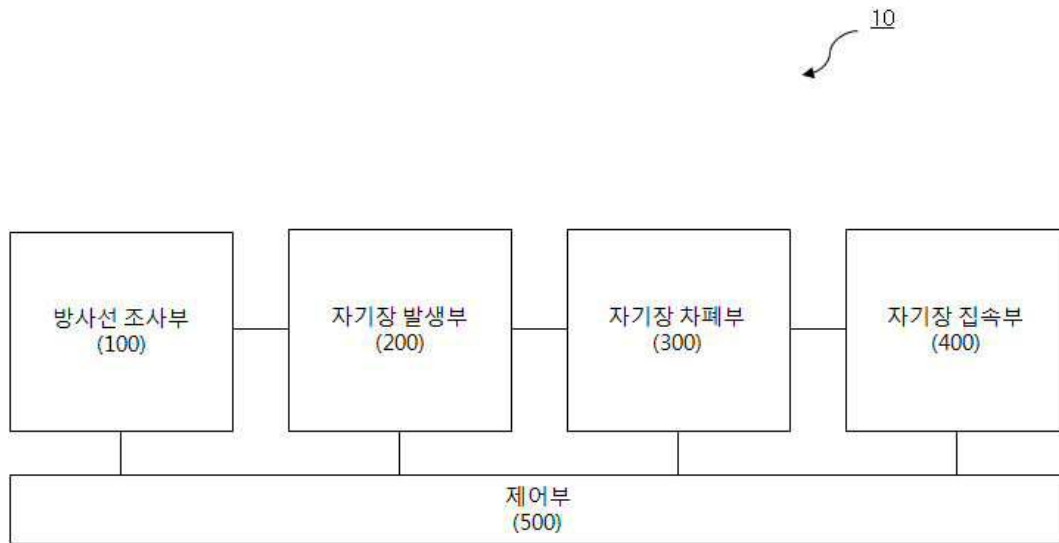 10
방사선 조사부
(100)
자기장 발생부
(200)
자기장 차폐부
(300)
자기장 집속부
(400)
제어부
(500)